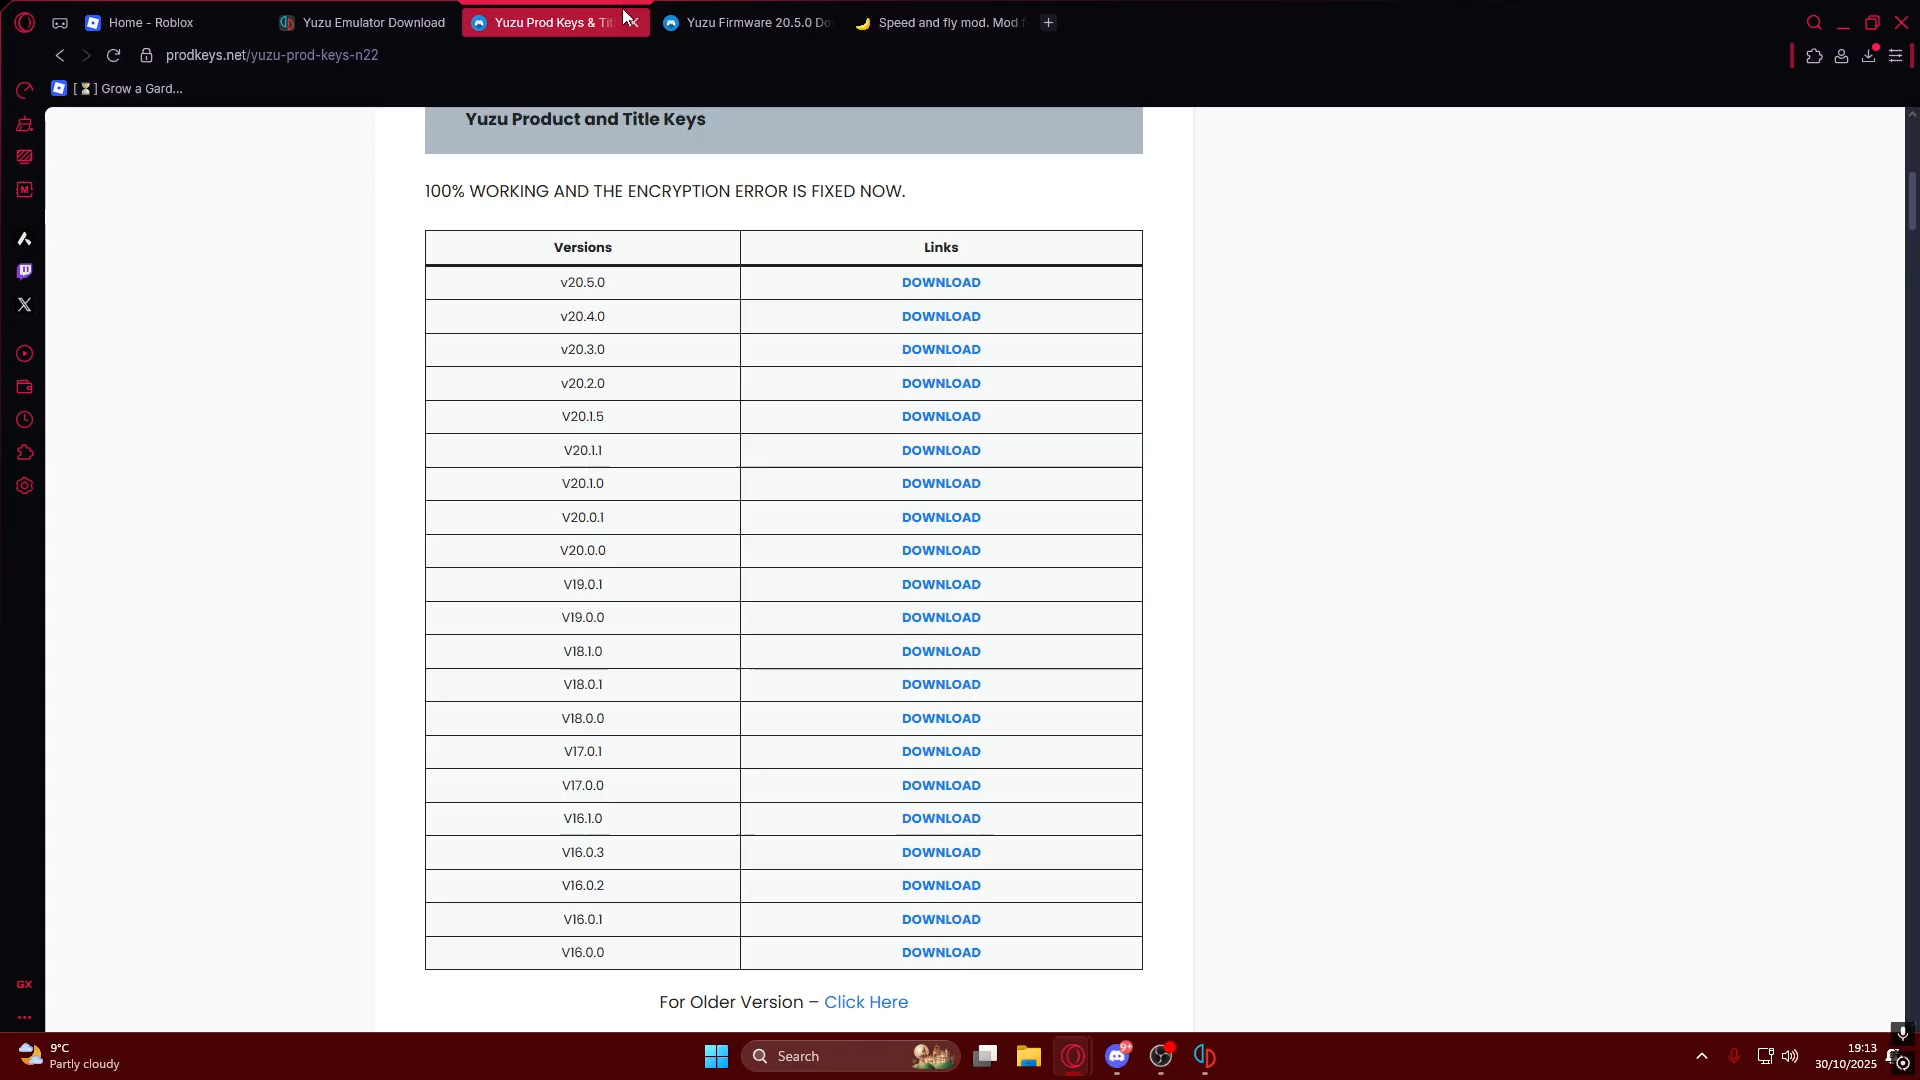 Home - Roblox
Yuzu Emulator Download
Yuzu Prod Keys & Tit
Yuzu Firmware 20.5.0 Do
Speed and fly mod. Mod f
prodkeys.net/yuzu-prod-keys-n22
[⏳] Grow a Gard...
Yuzu Product and Title Keys
100% WORKING AND THE ENCRYPTION ERROR IS FIXED NOW.
Versions Links
v20.5.0 DOWNLOAD
v20.4.0 DOWNLOAD
v20.3.0 DOWNLOAD
v20.2.0 DOWNLOAD
V20.1.5 DOWNLOAD
V20.1.1 DOWNLOAD
V20.1.0 DOWNLOAD
V20.0.1 DOWNLOAD
V20.0.0 DOWNLOAD
V19.0.1 DOWNLOAD
V19.0.0 DOWNLOAD
V18.1.0 DOWNLOAD
V18.0.1 DOWNLOAD
V18.0.0 DOWNLOAD
V17.0.1 DOWNLOAD
V17.0.0 DOWNLOAD
V16.1.0 DOWNLOAD
V16.0.3 DOWNLOAD
V16.0.2 DOWNLOAD
V16.0.1 DOWNLOAD
V16.0.0 DOWNLOAD
For Older Version – Click Here
GX
9°C
Partly cloudy
Search
9+
19:13
30/10/2025